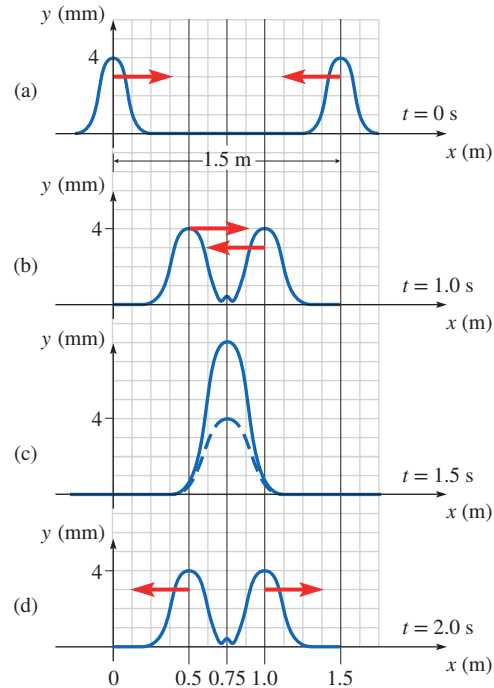 y (mm)
4
(a)
t = 0 s
x (m)
1.5 m
y (mm)
4
(b)
t = 1.0 s
x (m)
y (mm)
4
(c)
t = 1.5 s
x (m)
y (mm)
4
(d)
t = 2.0 s
x (m)
0 0.5 0.75 1.0 1.5